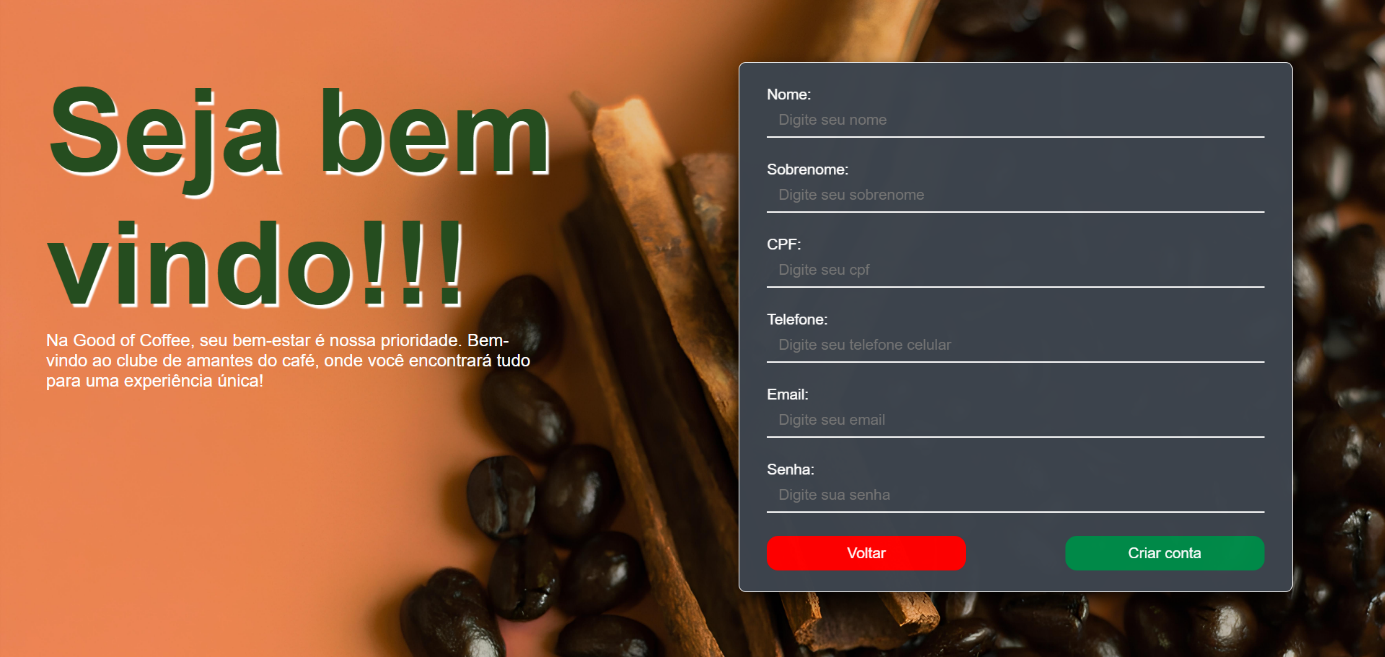 Seja bem
vindo!!!
Na Good of Coffee, seu bem-estar é nossa prioridade. Bem-
vindo ao clube de amantes do café, onde você encontrará tudo
para uma experiência única!
Nome:
Digite seu nome
Sobrenome:
Digite seu sobrenome
CPF:
Digite seu cpf
Telefone:
Digite seu telefone celular
Email:
Digite seu email
Senha:
Digite sua senha
Voltar
Criar conta